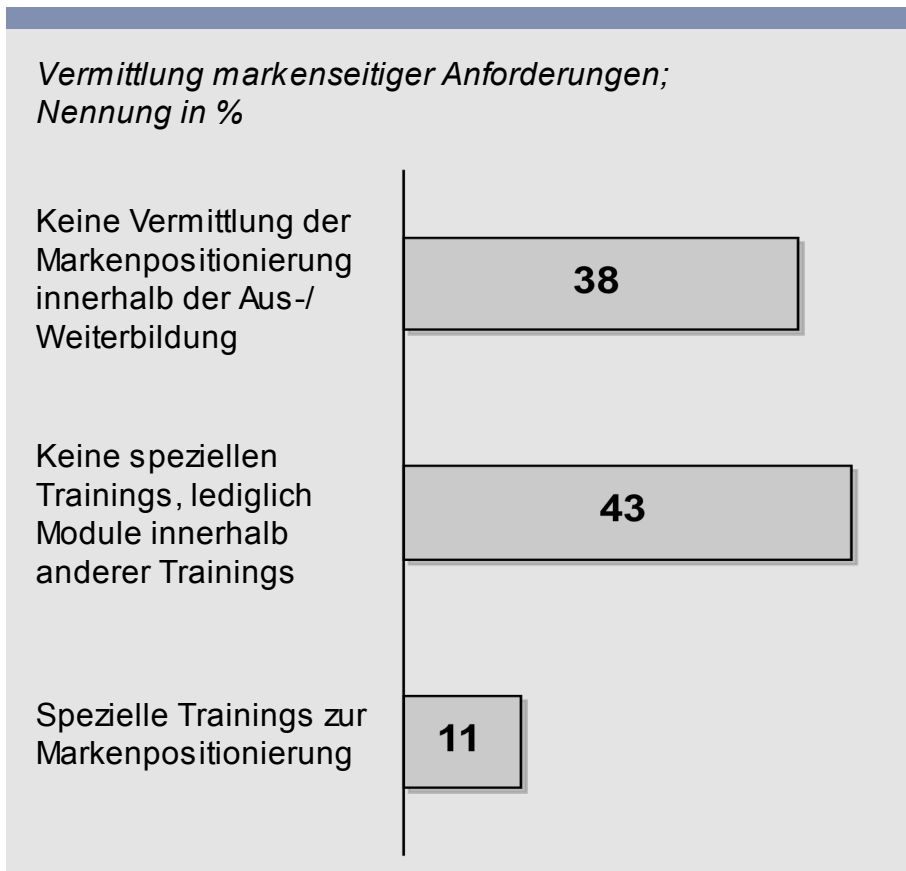 Vermittlung markenseitiger Anforderungen;
Nennung in %
Keine Vermittlung der
Markenpositionierung
innerhalb der Aus-/
Weiterbildung
38
Keine speziellen
Trainings, lediglich
Module innerhalb
anderer Trainings
43
Spezielle Trainings zur
Markenpositionierung
11